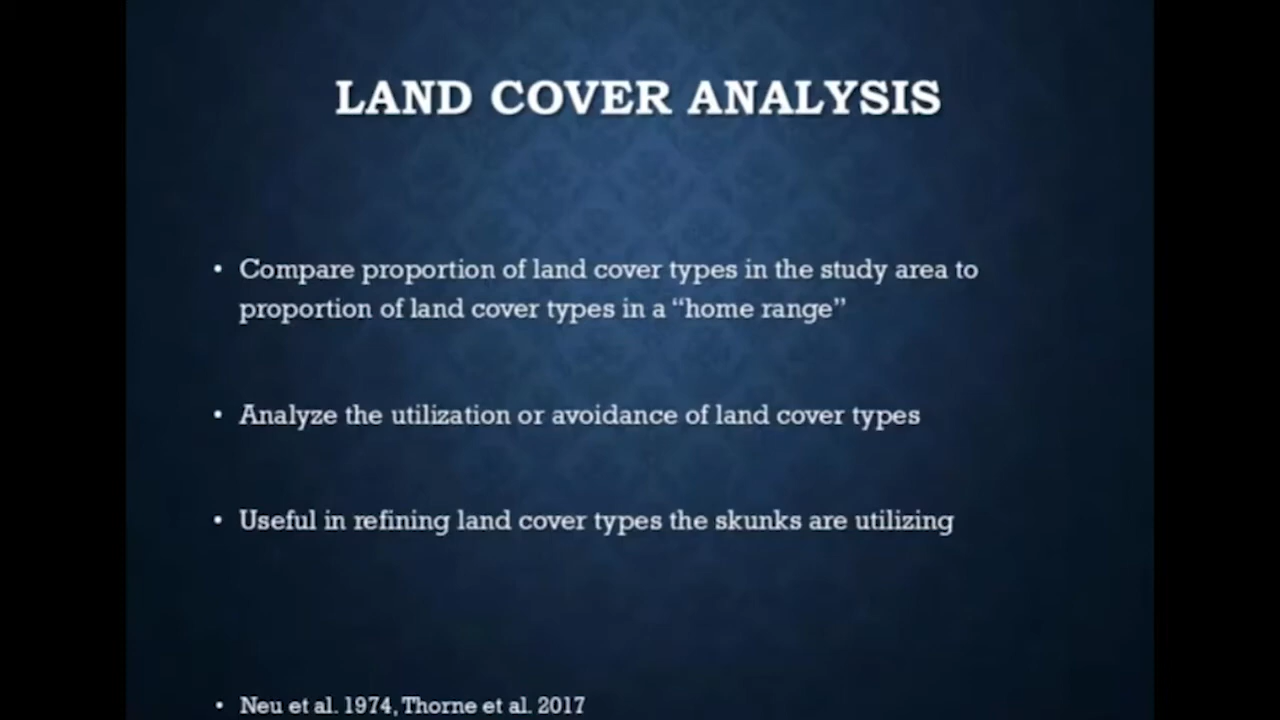 LAND COVER ANALYSIS
• Compare proportion of land cover types in the study area to
proportion of land cover types in a “home range”
• Analyze the utilization or avoidance of land cover types
• Useful in refining land cover types the skunks are utilizing
• Neu et al. 1974, Thorne et al. 2017